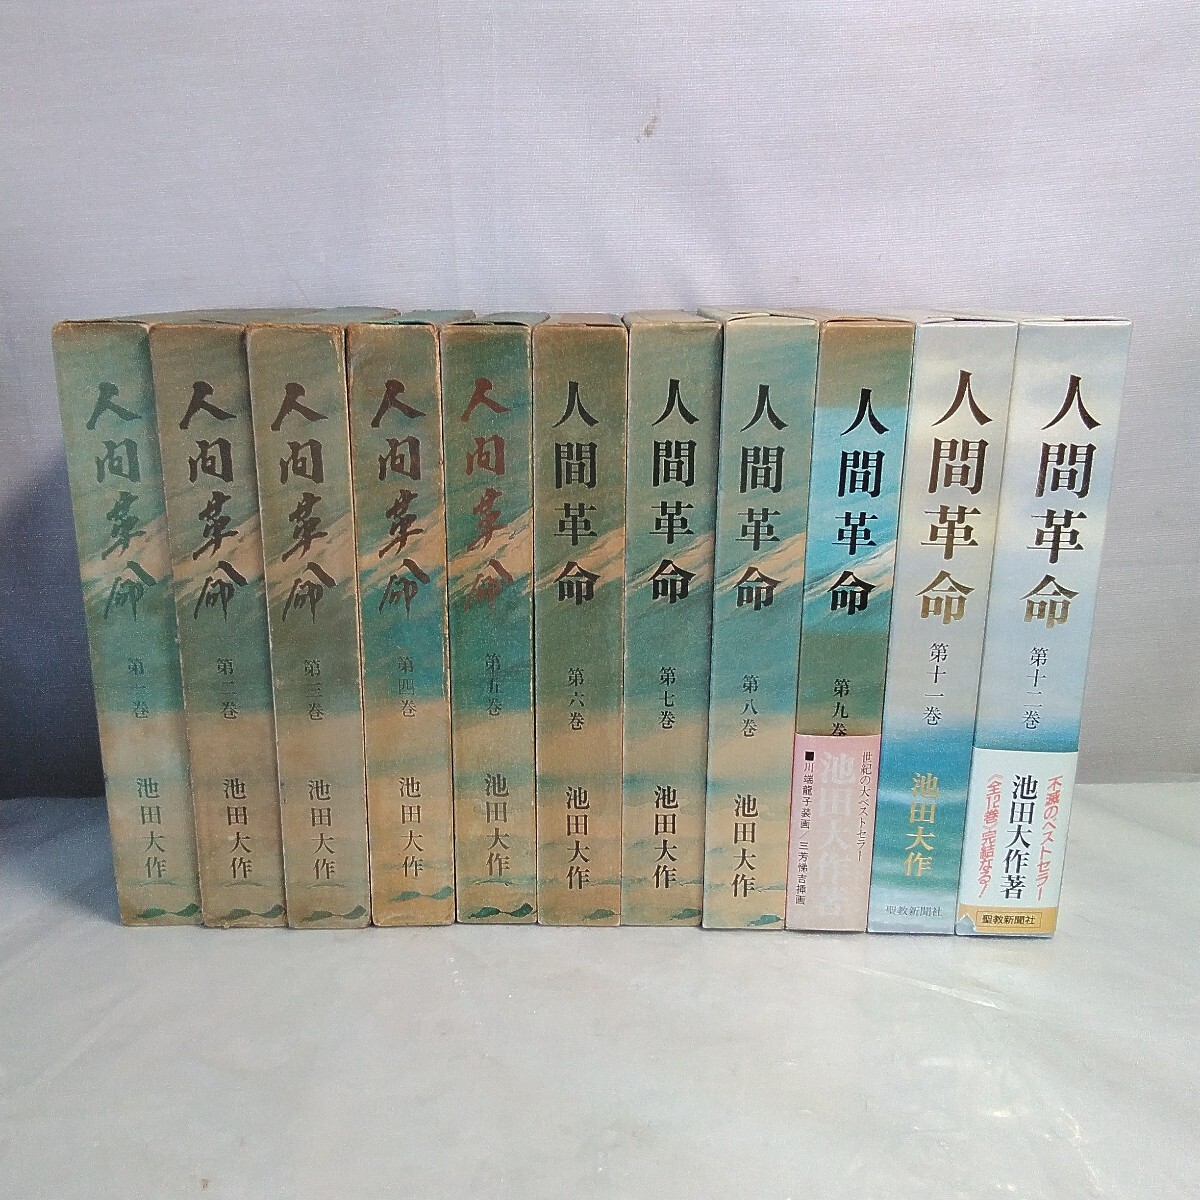 人間革命
第一巻
池田大作
人間革命
第二巻
池田大作
人間革命
第三巻
池田大作
人間革命
第四巻
池田大作
人間革命
第五巻
池田大作
人間革命
第六巻
池田大作
人間革命
第七巻
池田大作
人間革命
第八巻
池田大作
人間革命
第九巻
世紀の大ベストセラー
池田大作著
■川端龍子装画／三芳悌吉挿画
人間革命
第十一巻
池田大作
聖教新聞社
人間革命
第十二巻
不滅のベストセラー
池田大作著
《全12巻》完結なる!
聖教新聞社